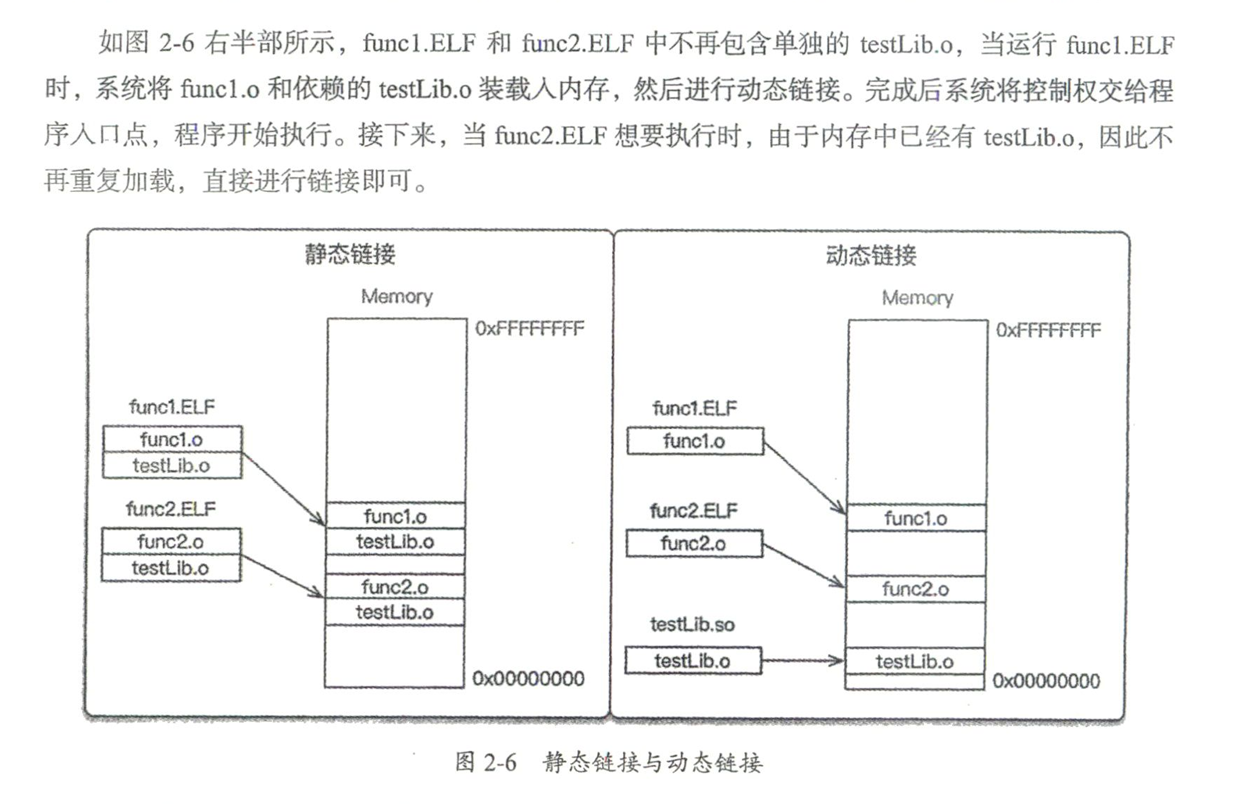 如图 2-6 右半部所示，func1.ELF 和 func2.ELF 中不再包含单独的 testLib.o，当运行 func1.ELF
时，系统将 func1.o 和依赖的 testLib.o 装载入内存，然后进行动态链接。完成后系统将控制权交给程
序入口点，程序开始执行。接下来，当 func2.ELF 想要执行时，由于内存中已经有 testLib.o，因此不
再重复加载，直接进行链接即可。
静态链接
Memory
0xFFFFFFFF
func1.ELF
func1.o
testLib.o
func2.ELF
func2.o
testLib.o
func1.o
testLib.o
func2.o
testLib.o
0x00000000
动态链接
Memory
0xFFFFFFFF
func1.ELF
func1.o
func2.ELF
func2.o
testLib.so
testLib.o
func1.o
func2.o
testLib.o
0x00000000
图 2-6 静态链接与动态链接